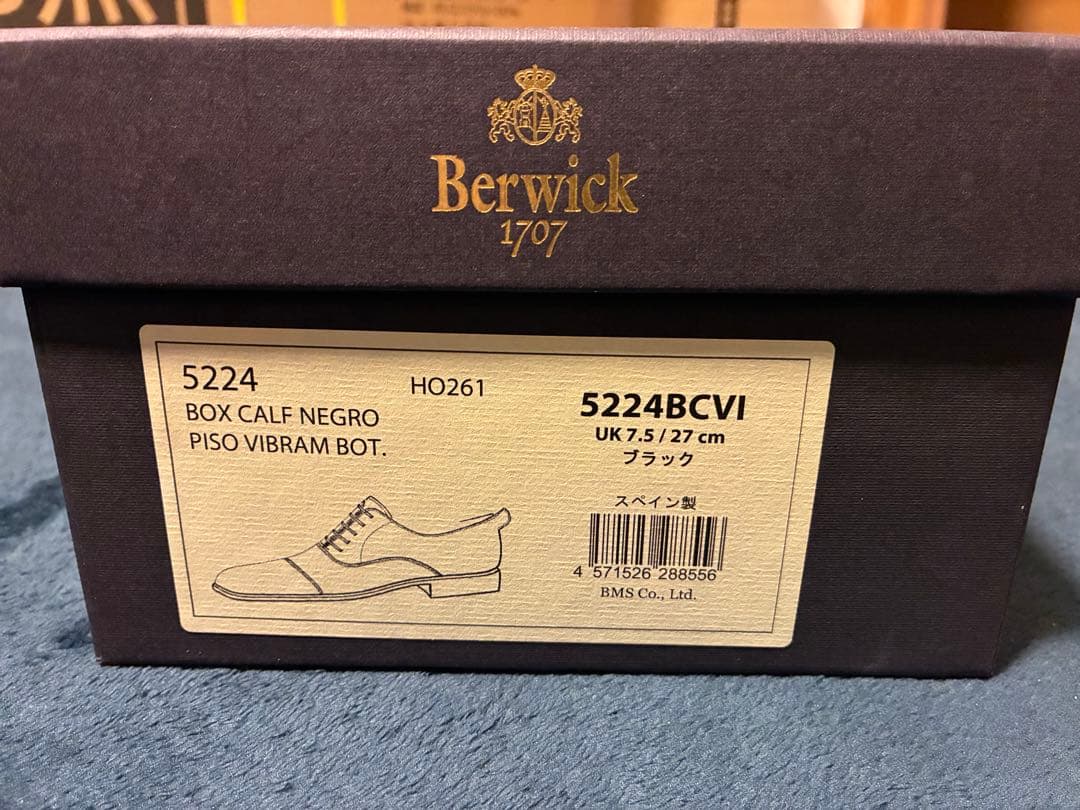 Berwick
1707
5224
HO261
BOX CALF NEGRO
PISO VIBRAM BOT.
5224BCVI
UK 7.5 / 27 cm
ブラック
スペイン製
4 571526 288556
BMS Co., Ltd.